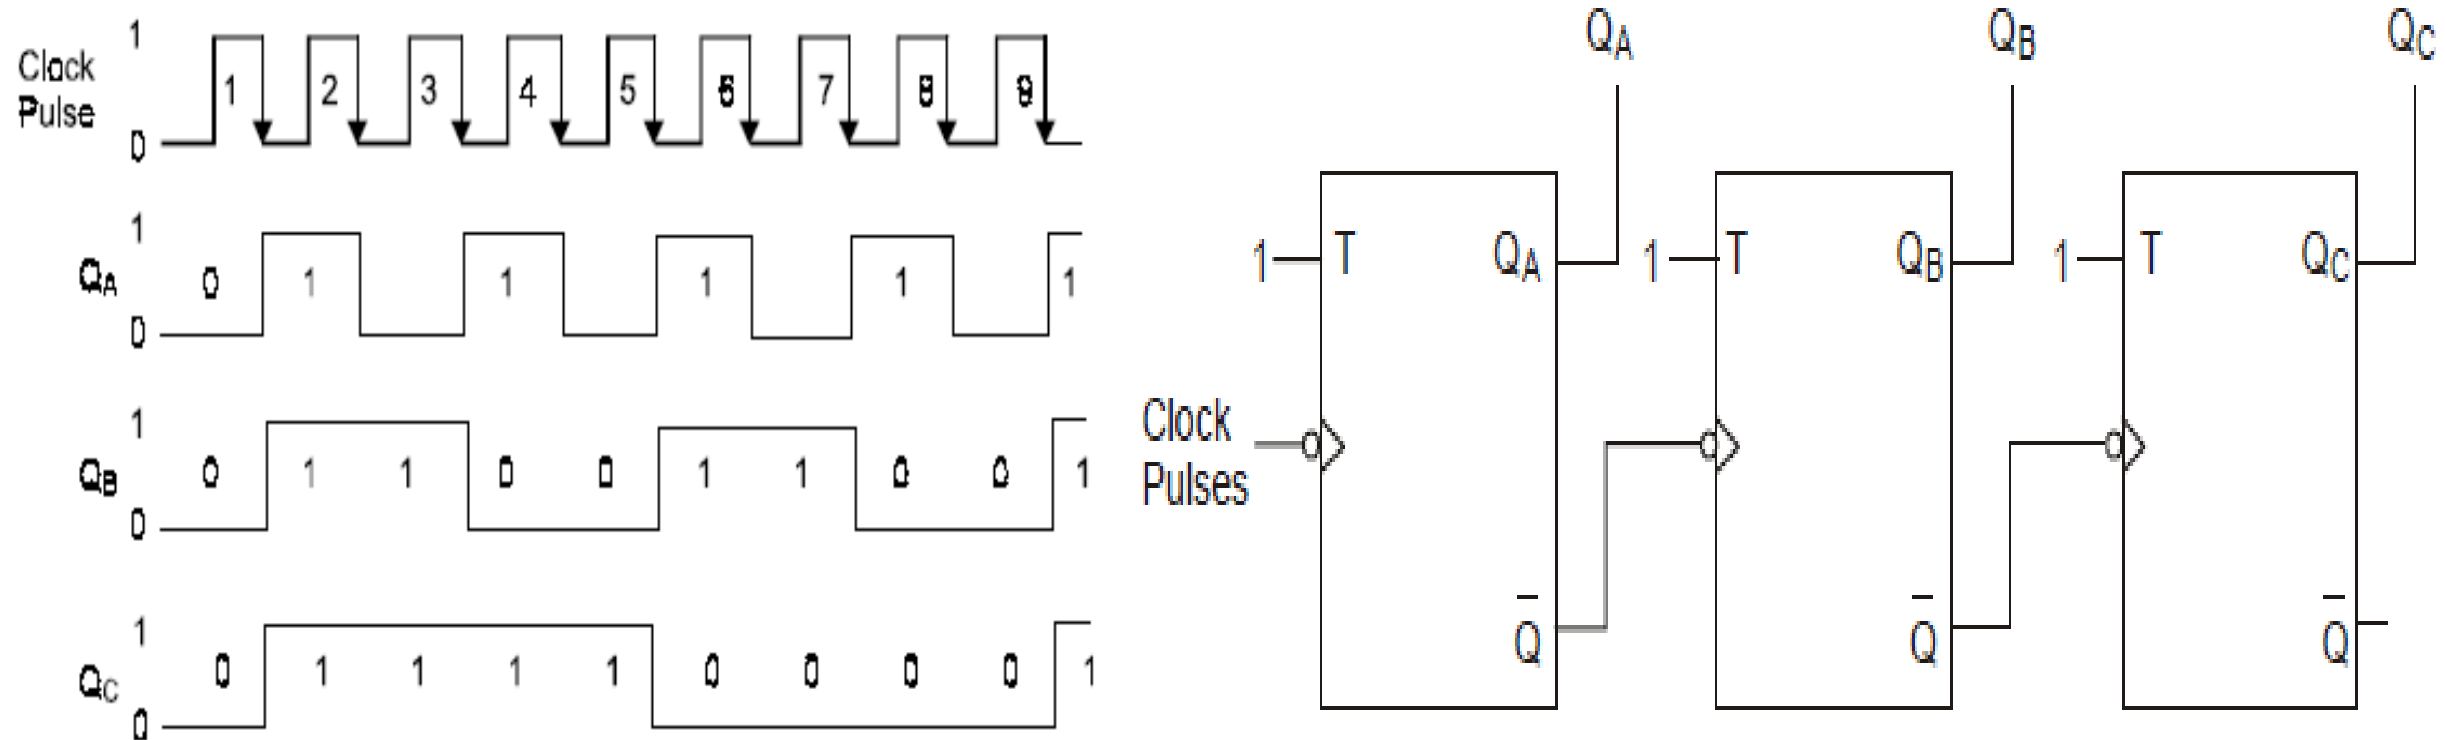 1
Clock
Pulse
0
1 2 3 4 5 6 7 8 9
1
QA
0
0 1 1 1 1 1
1
QB
0
0 1 1 0 0 1 1 0 0 1
1
QC
0
0 1 1 1 1 0 0 0 0 1
QA QB QC
1 T QA 1 T QB 1 T QC
Clock
Pulses
Q̅ Q̅ Q̅